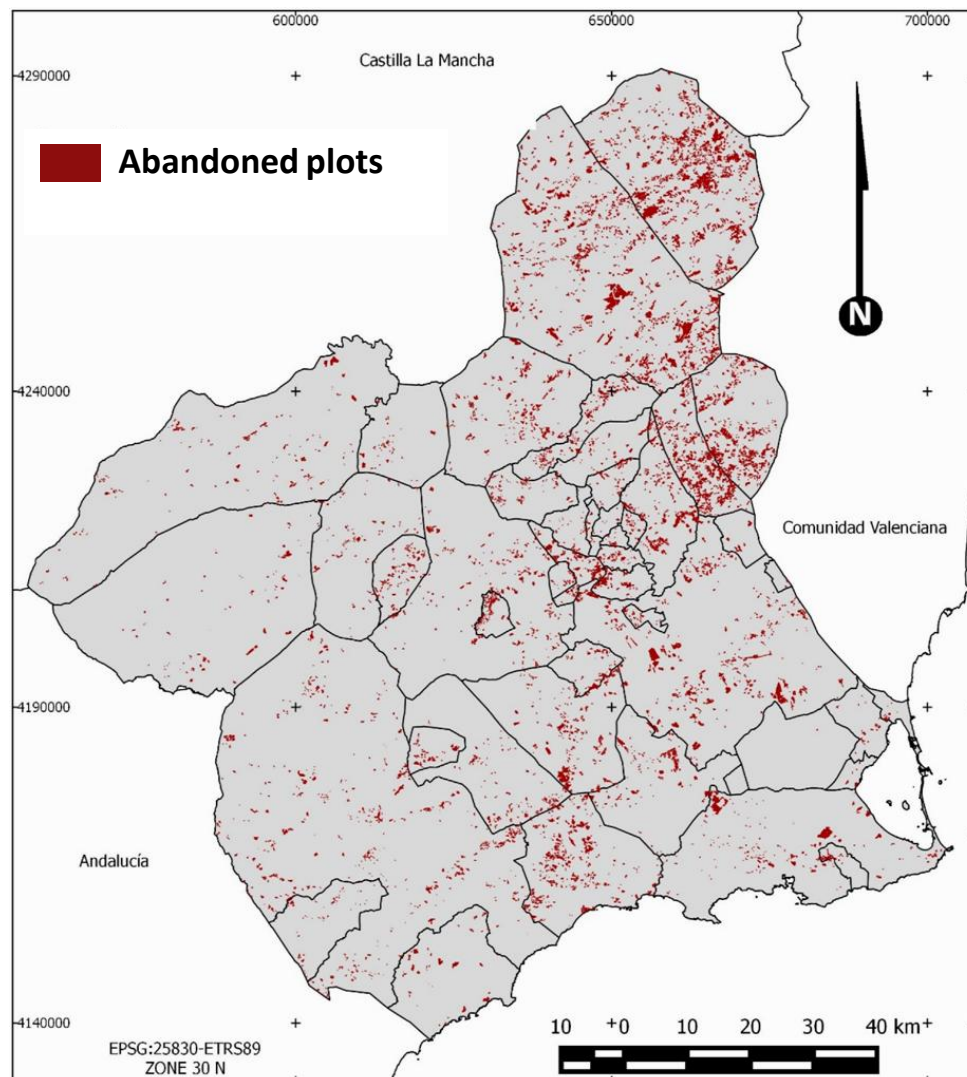 600000
650000
700000
Castilla La Mancha
4290000
Abandoned plots
N
4240000
Comunidad Valenciana
4190000
Andalucía
4140000
EPSG:25830-ETRS89
ZONE 30 N
10 0 10 20 30 40 km